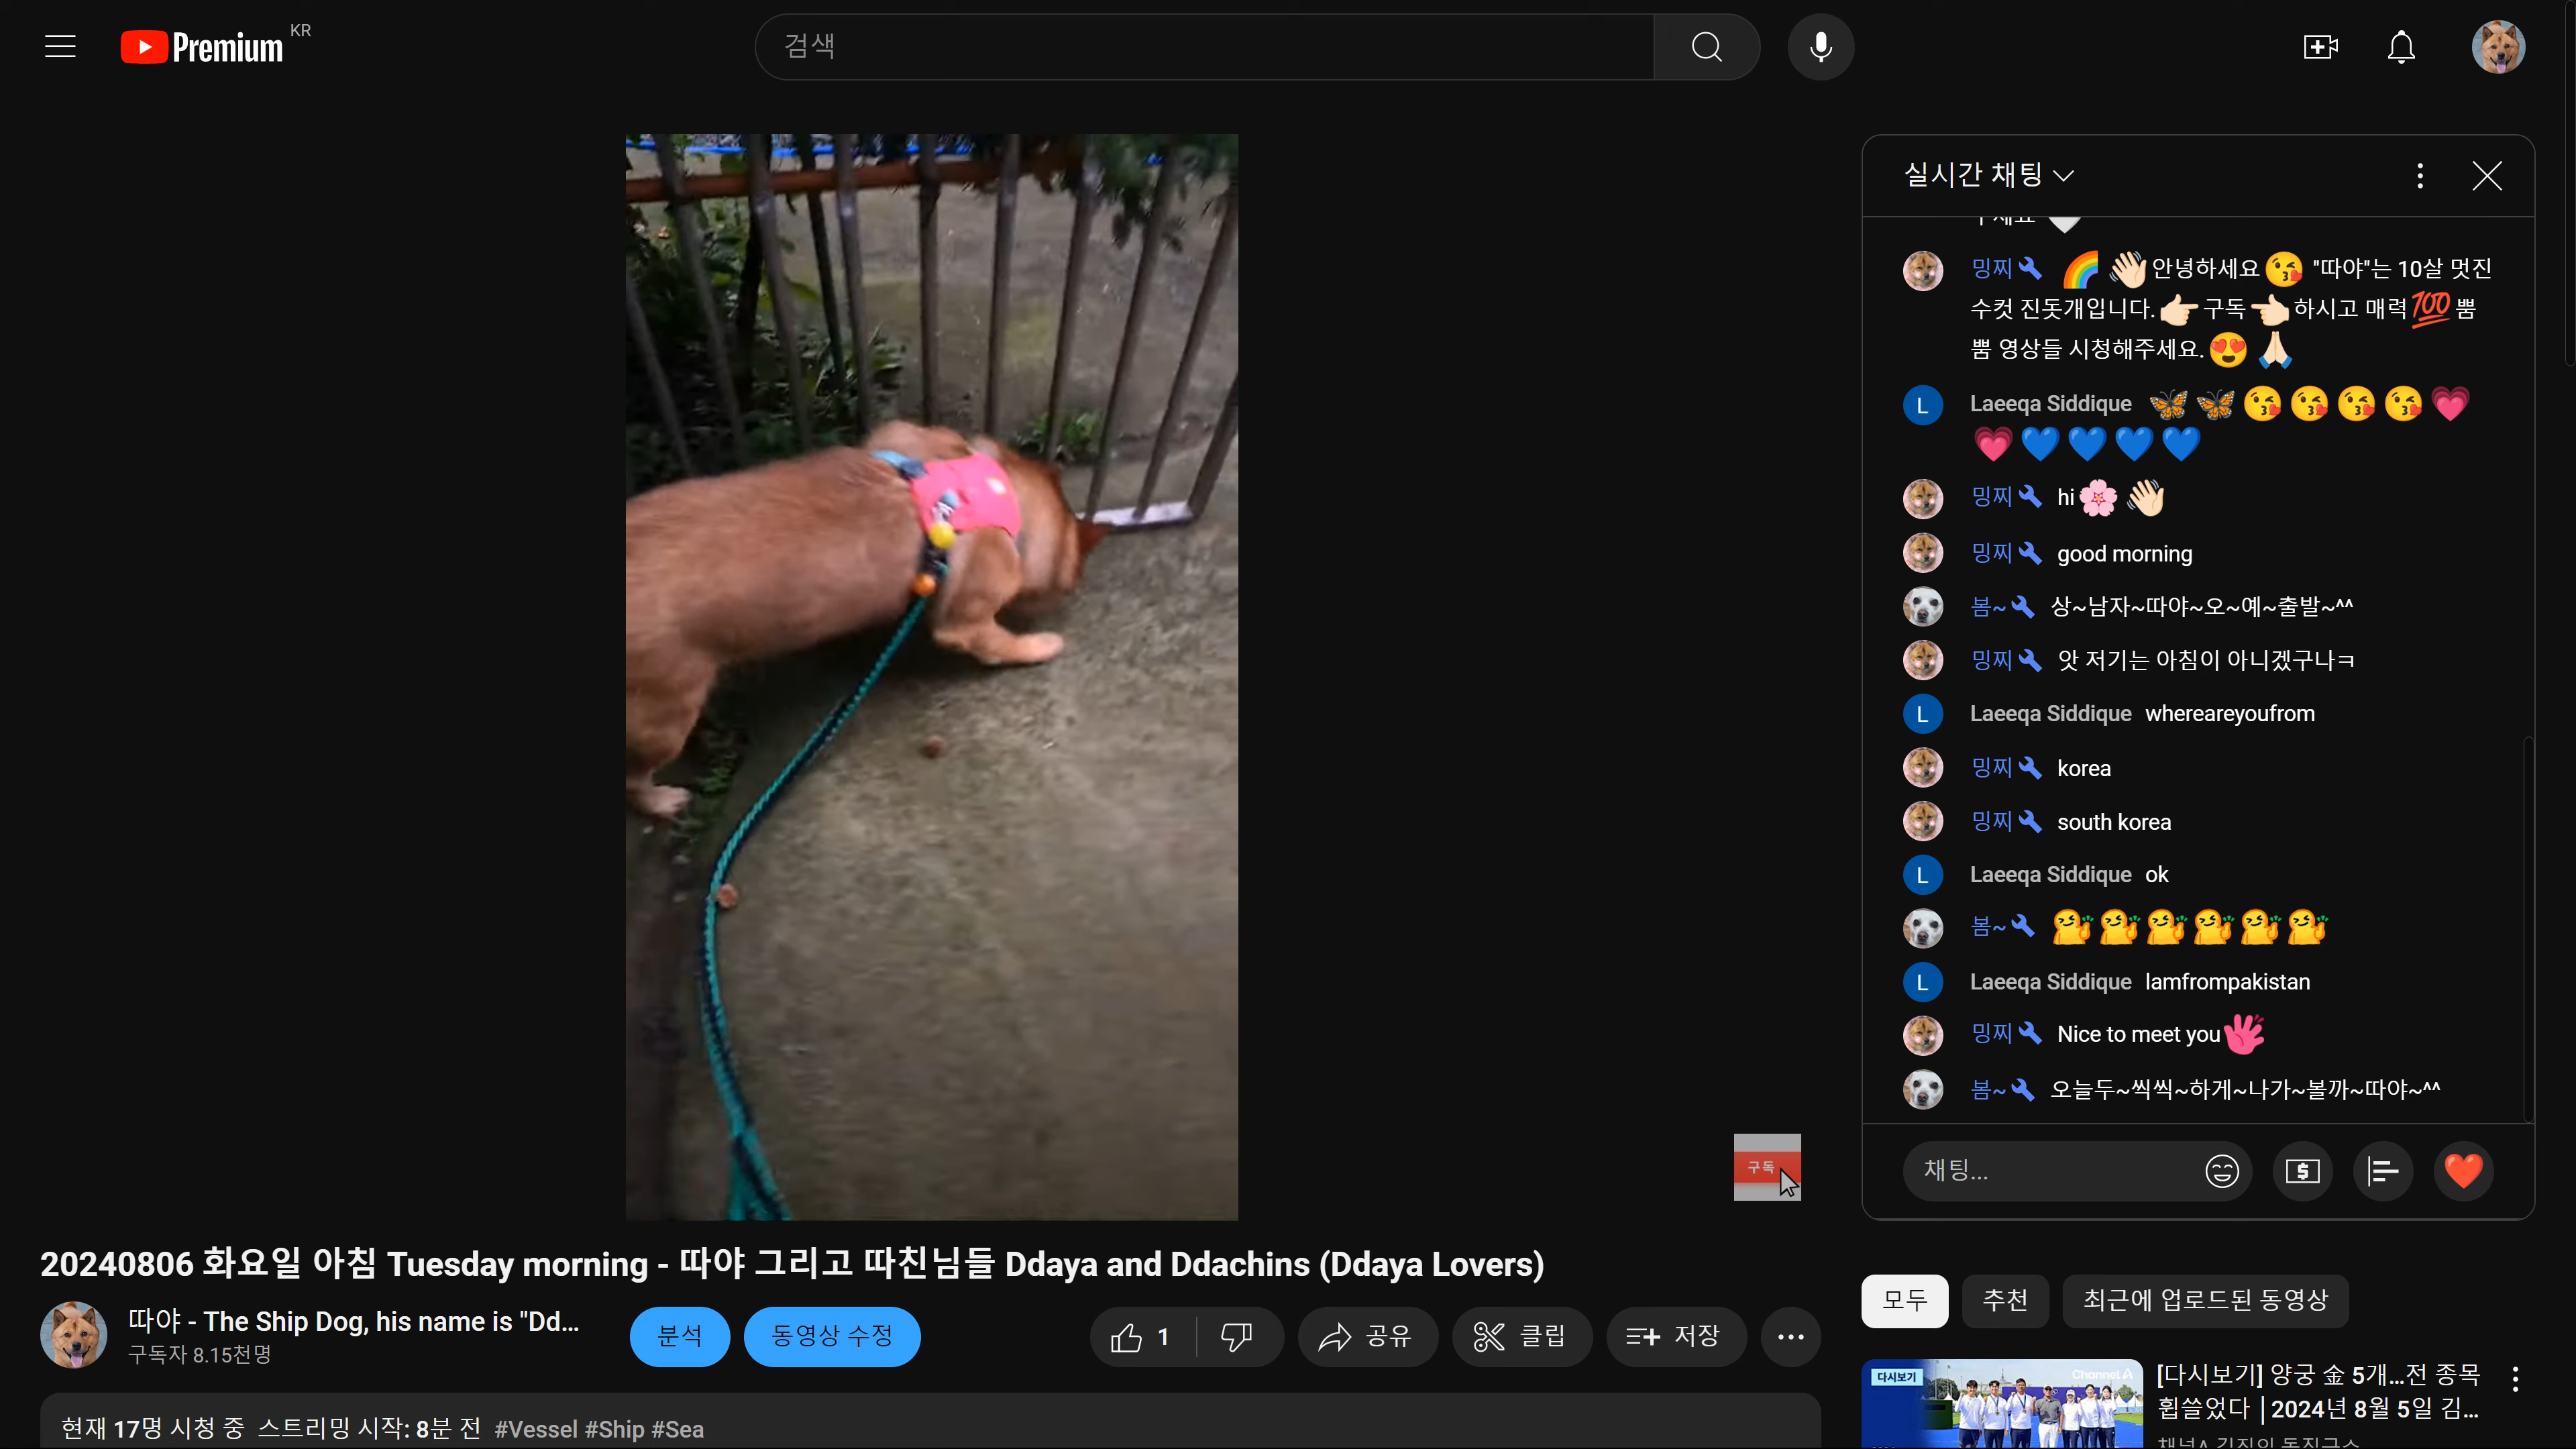 Premium KR
검색
실시간 채팅
밍찌 안녕하세요 "따야"는 10살 멋진
수컷 진돗개입니다. 구독 하시고 매력 뿜
뿜 영상들 시청해주세요.
L Laeeqa Siddique
밍찌 hi
밍찌 good morning
봄~ 상~남자~따야~오~예~출발~^^
밍찌 앗 저기는 아침이 아니겠구나ㅋ
L Laeeqa Siddique whereareyoufrom
밍찌 korea
밍찌 south korea
L Laeeqa Siddique ok
봄~
L Laeeqa Siddique Iamfrompakistan
밍찌 Nice to meet you
봄~ 오늘두~씩씩~하게~나가~볼까~따야~^^
채팅...
구독
20240806 화요일 아침 Tuesday morning - 따야 그리고 따친님들 Ddaya and Ddachins (Ddaya Lovers)
따야 - The Ship Dog, his name is "Dd...
구독자 8.15천명
분석
동영상 수정
1
공유
클립
저장
현재 17명 시청 중 스트리밍 시작: 8분 전 #Vessel #Ship #Sea
모두
추천
최근에 업로드된 동영상
다시보기
Channel A
[다시보기] 양궁 金 5개...전 종목
휩쓸었다 | 2024년 8월 5일 김...